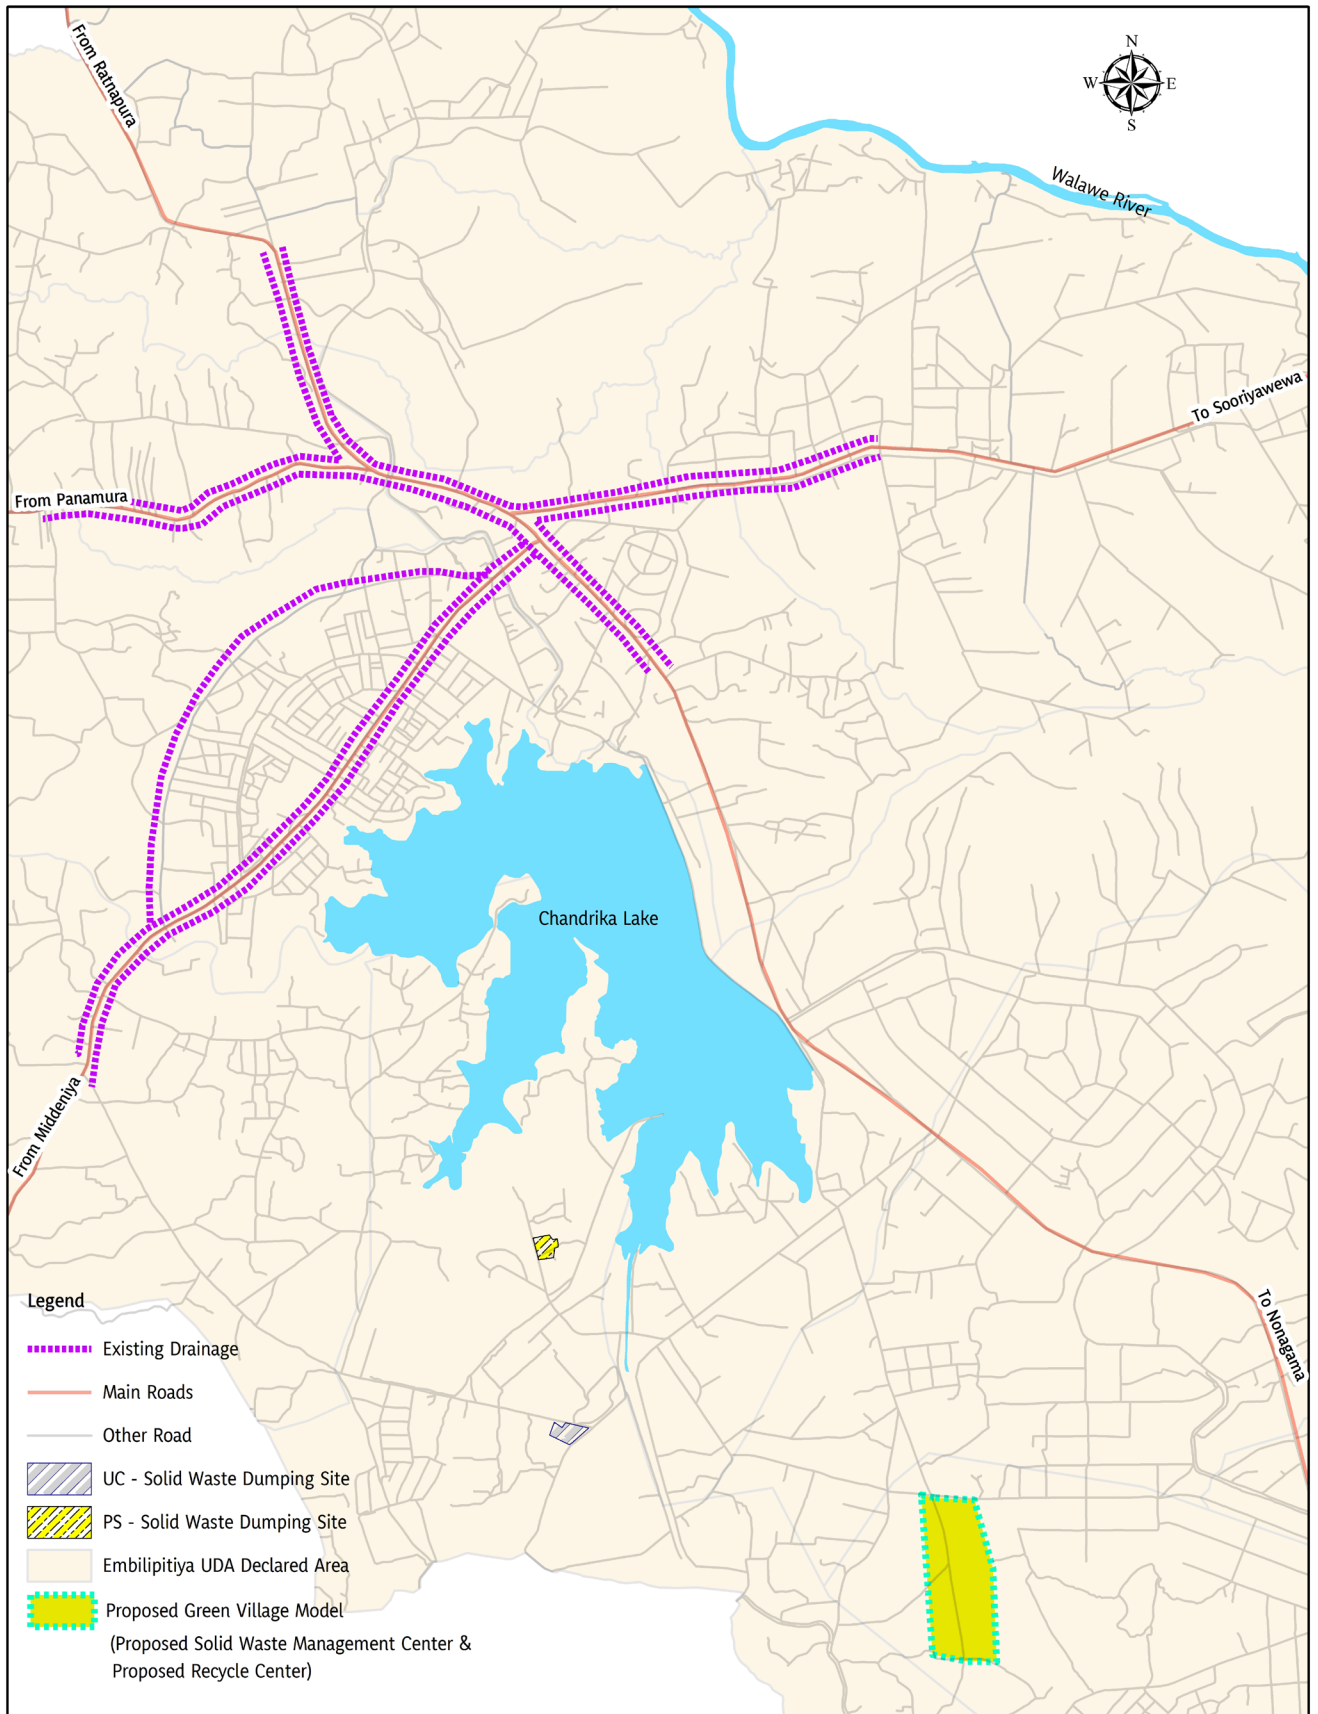 From Ratnapura
N
W
E
S
Walawe River
To Sooriyawewa
From Panamura
Chandrika Lake
From Middeniya
To Nonagama
Legend
Existing Drainage
Main Roads
Other Road
UC - Solid Waste Dumping Site
PS - Solid Waste Dumping Site
Embilipitiya UDA Declared Area
Proposed Green Village Model
(Proposed Solid Waste Management Center &
Proposed Recycle Center)